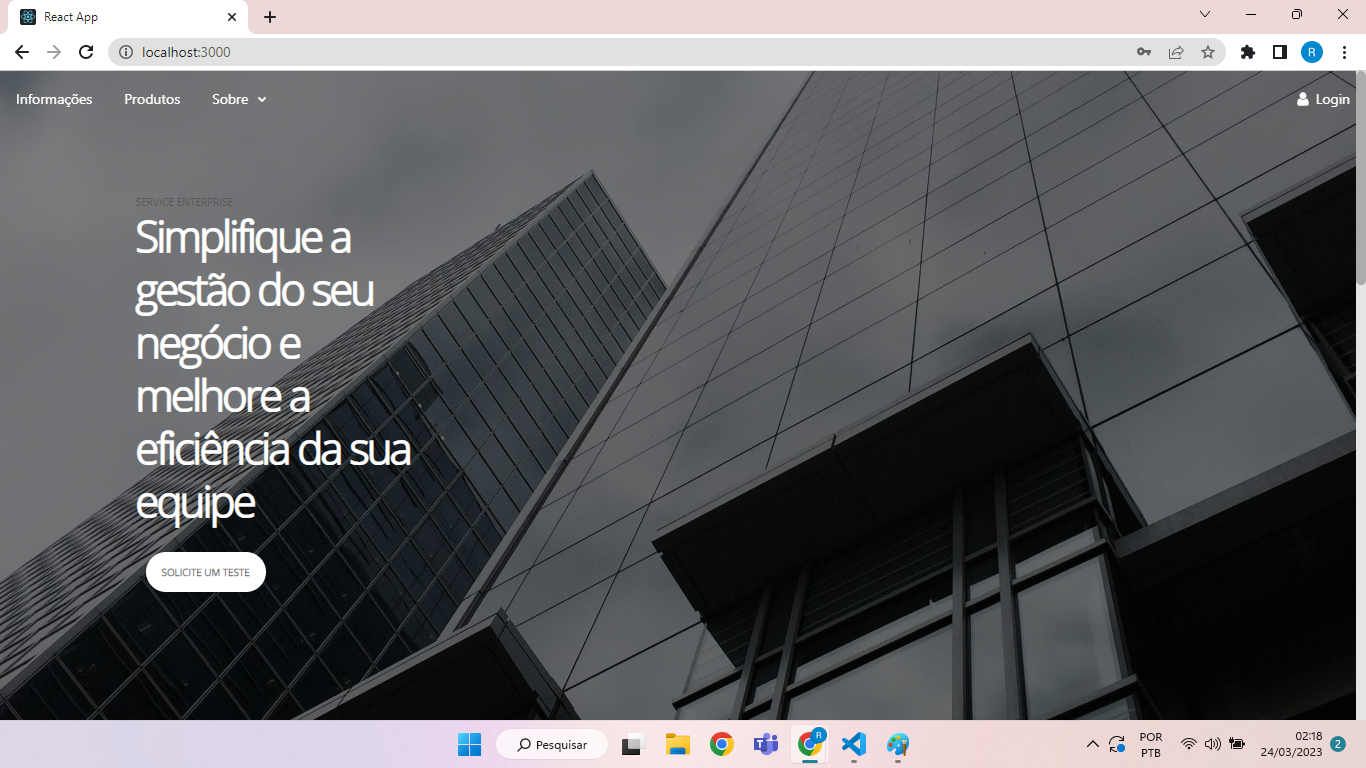 React App
localhost:3000
R
Informações Produtos Sobre Login
SERVICE ENTERPRISE
Simplifique a
gestão do seu
negócio e
melhore a
eficiência da sua
equipe
SOLICITE UM TESTE
Pesquisar
R
POR
PTB
02:18
24/03/2023
2